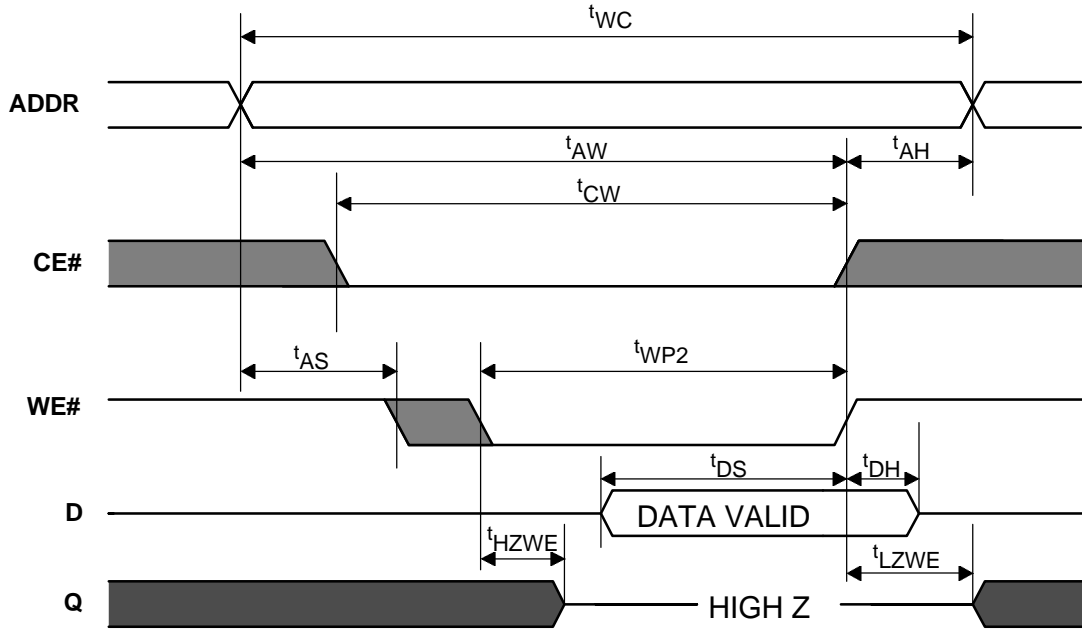 tWC
ADDR
tAW
tAH
tCW
CE#
tAS
tWP2
WE#
tDS
tDH
D
DATA VALID
tHZWE
tLZWE
Q
HIGH Z